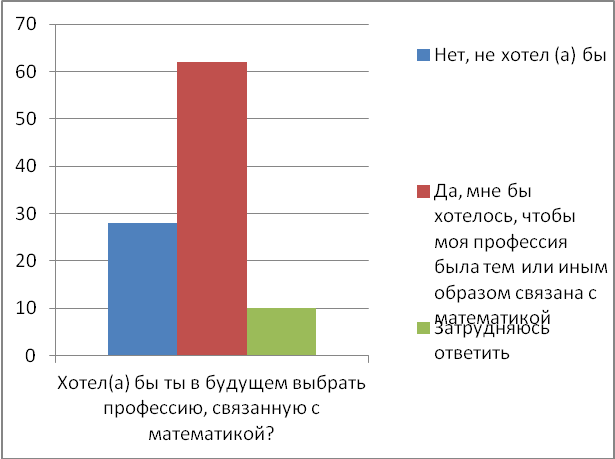 70
60
50
40
30
20
10
0
Хотел(а) бы ты в будущем выбрать
профессию, связанную с
математикой?
Нет, не хотел (а) бы
Да, мне бы
хотелось, чтобы
моя профессия
была тем или иным
образом связана с
математикой
Затрудняюсь
ответить